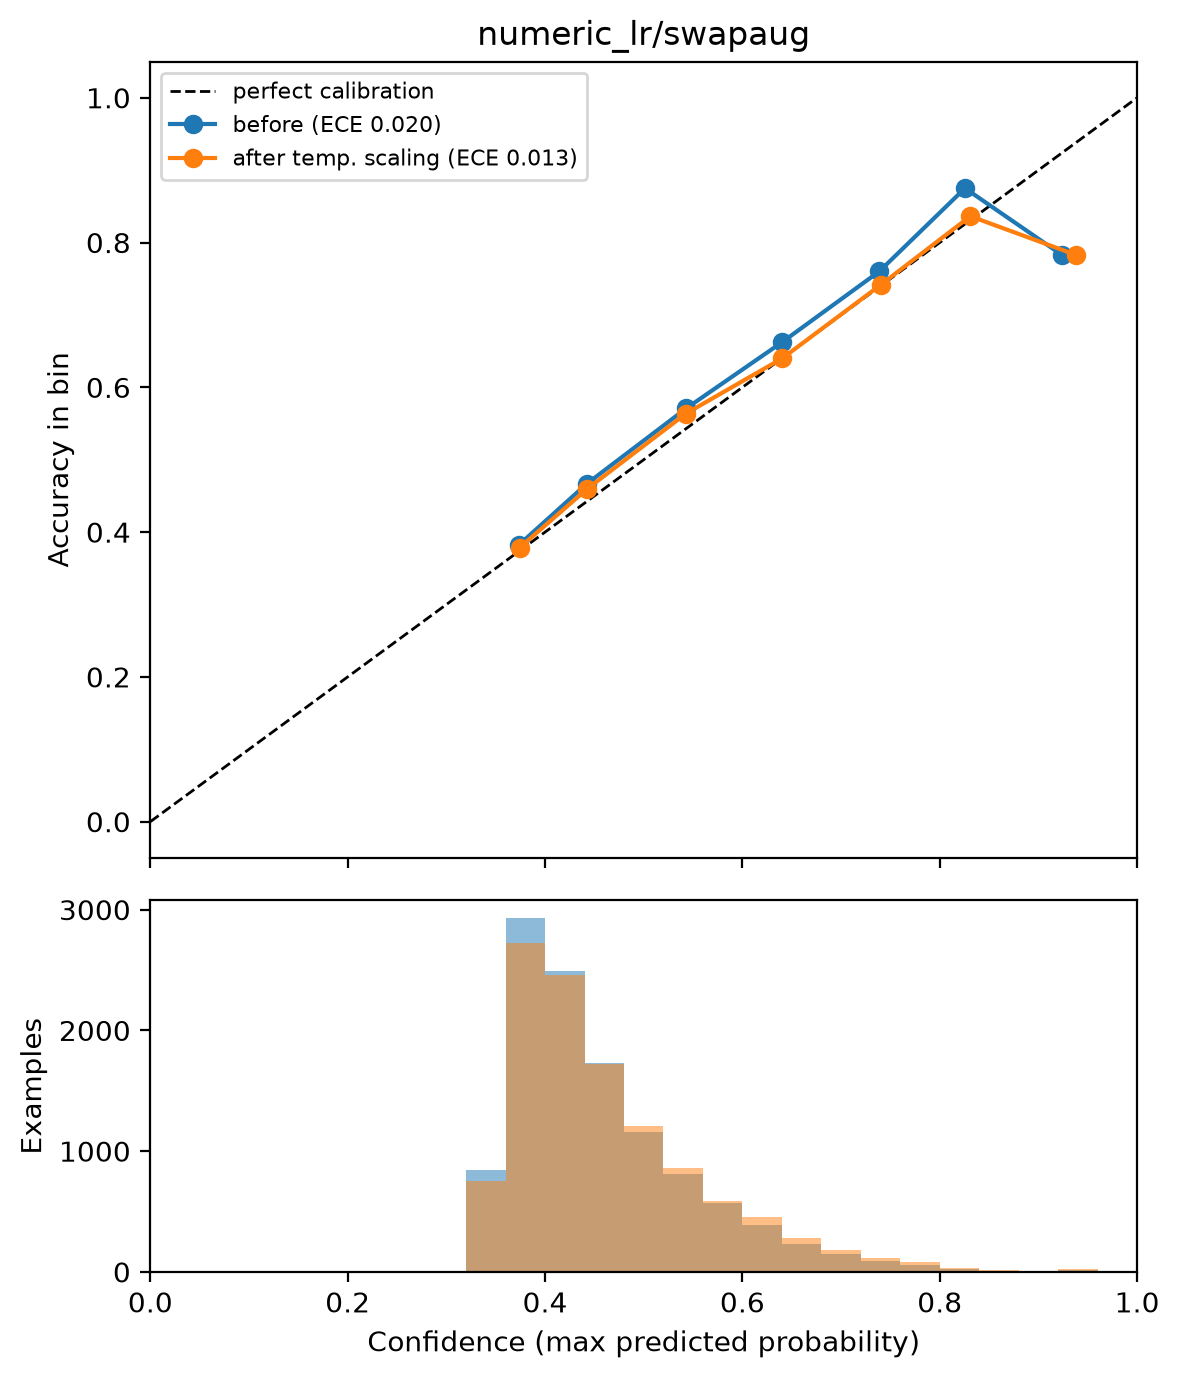 numeric_lr/swapaug
perfect calibration
before (ECE 0.020)
after temp. scaling (ECE 0.013)
1.0
0.8
0.6
0.4
0.2
0.0
Accuracy in bin
3000
2000
1000
0
Examples
0.0 0.2 0.4 0.6 0.8 1.0
Confidence (max predicted probability)